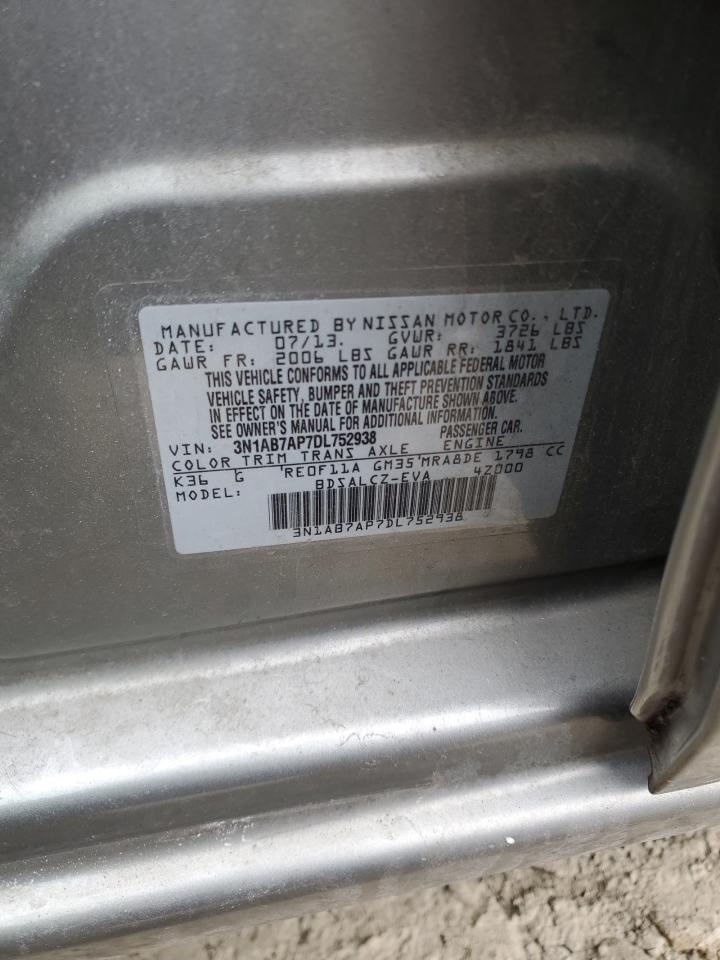 MANUFACTURED BY NISSAN MOTOR CO., LTD.
DATE: 07/13. GVWR: 3726 LBS
GAWR FR: 2006 LBS GAWR RR: 1841 LBS
THIS VEHICLE CONFORMS TO ALL APPLICABLE FEDERAL MOTOR
VEHICLE SAFETY, BUMPER AND THEFT PREVENTION STANDARDS
IN EFFECT ON THE DATE OF MANUFACTURE SHOWN ABOVE.
SEE OWNER'S MANUAL FOR ADDITIONAL INFORMATION.
VIN: 3N1AB7AP7DL752938 PASSENGER CAR.
COLOR TRIM TRANS AXLE ENGINE
K36 G 'RE0F11A GM35'MRA8DE 1798 CC
MODEL: BDSALCZ-EVA 4Z000
3N1AB7AP7DL752938